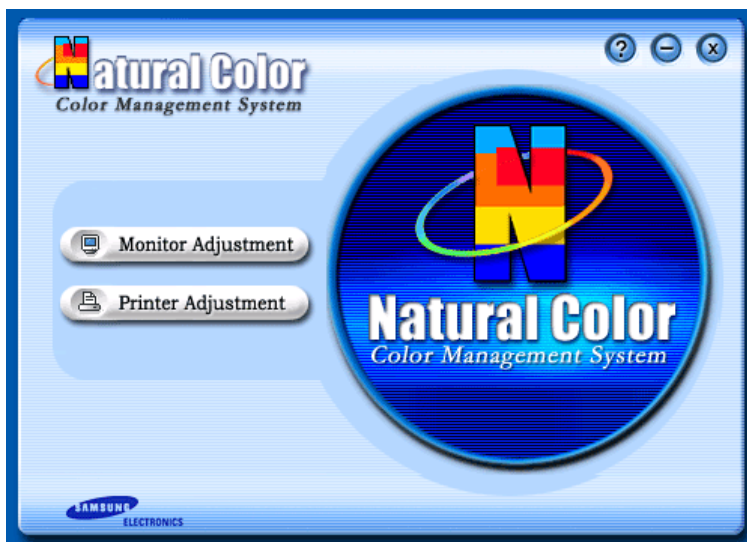 Natural Color
Color Management System
?
–
x
Monitor Adjustment
Printer Adjustment
N
Natural Color
Color Management System
SAMSUNG
ELECTRONICS